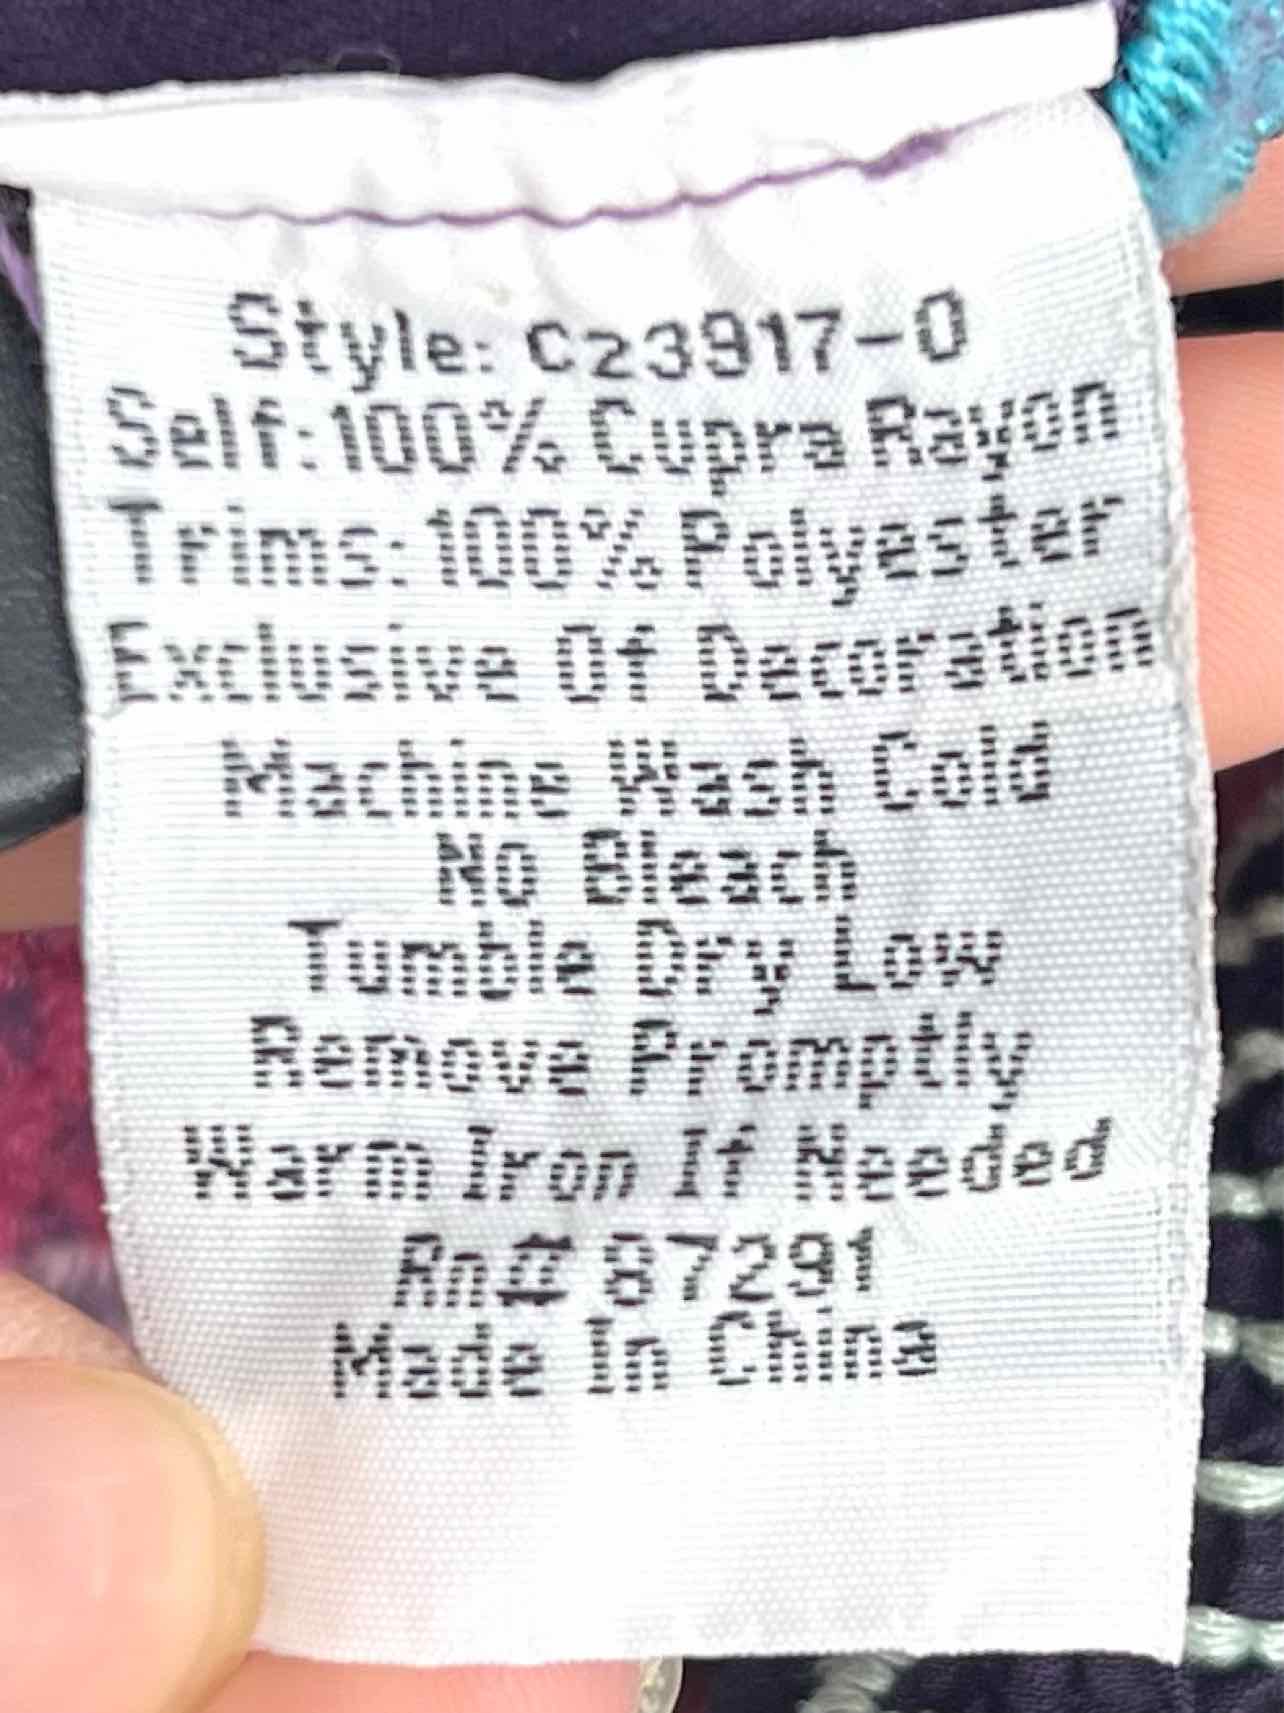 Style: C23917-0
Self:100% Cupra Rayon
Trims:100% Polyester
Exclusive Of Decoration
Machine Wash Cold
No Bleach
Tumble Dry Low
Remove Promptly
Warm Iron If Needed
Rn# 87291
Made In China